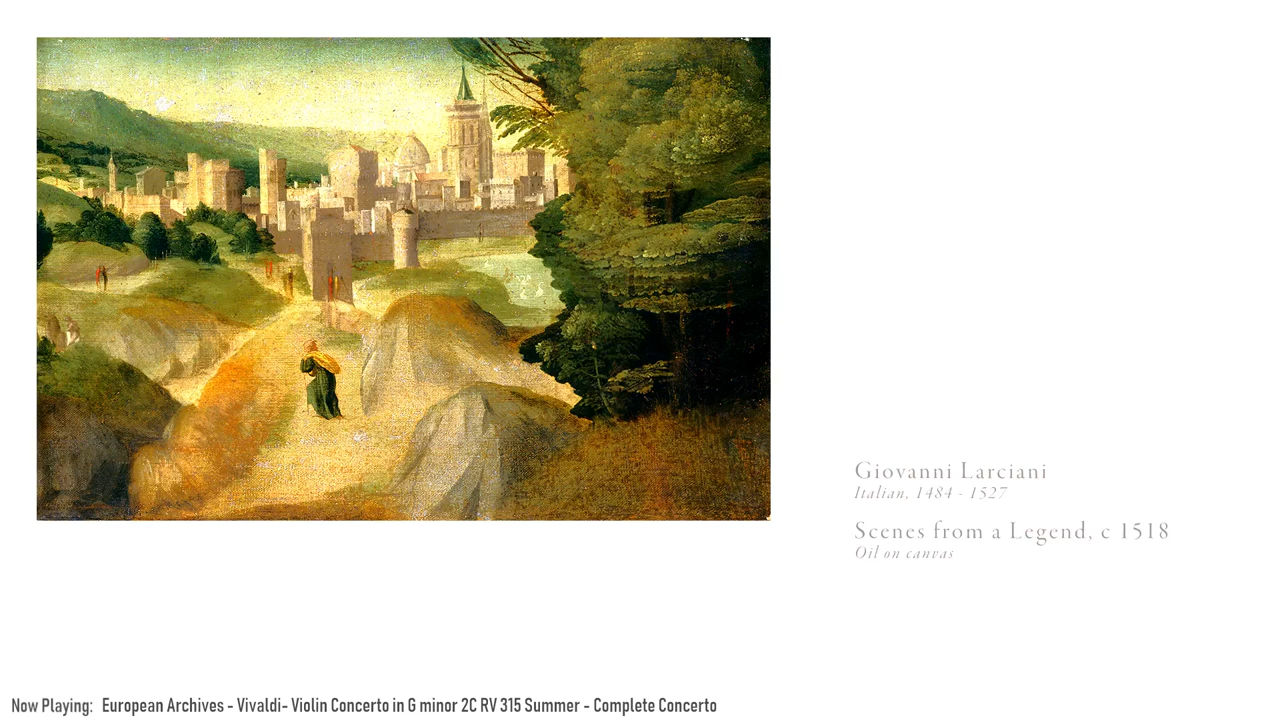 Giovanni Larciani
Italian, 1484 - 1527
Scenes from a Legend, c 1518
Oil on canvas
Now Playing: European Archives - Vivaldi- Violin Concerto in G minor 2C RV 315 Summer - Complete Concerto